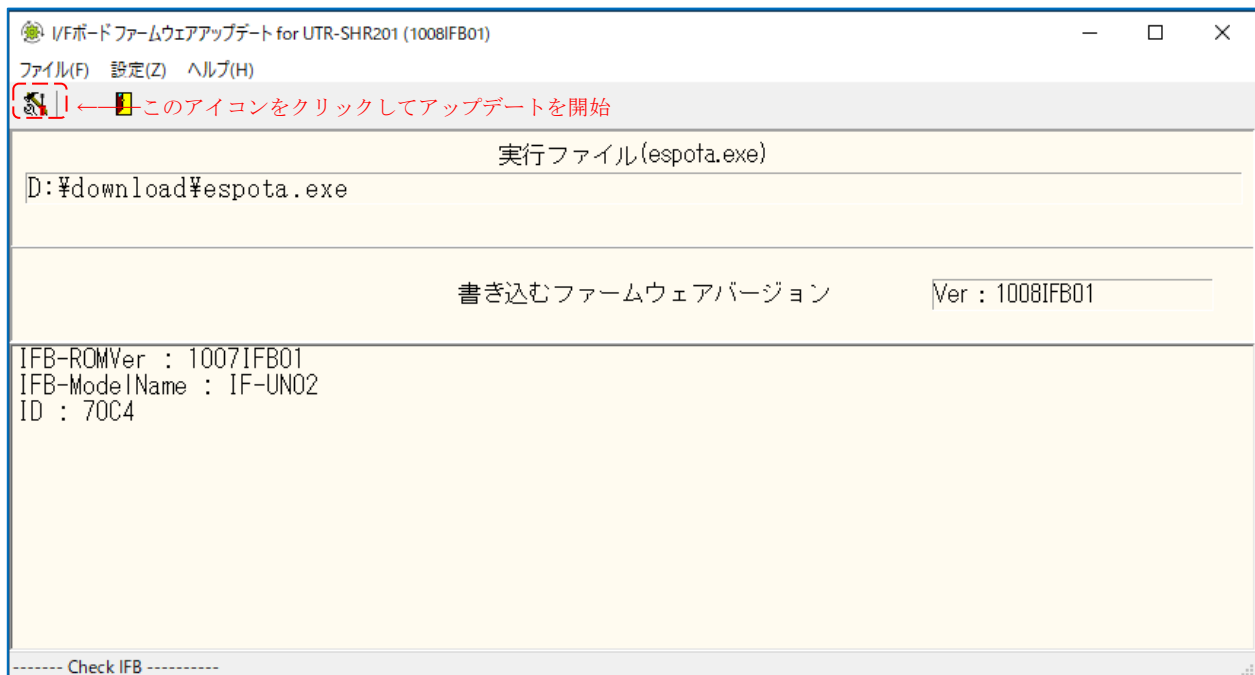 I/Fボード ファームウェアアップデート for UTR-SHR201 (1008IFB01)
ファイル(F) 設定(Z) ヘルプ(H)
←このアイコンをクリックしてアップデートを開始
実行ファイル(espota.exe)
D:¥download¥espota.exe
書き込むファームウェアバージョン Ver : 1008IFB01
IFB-ROMVer : 1007IFB01
IFB-ModelName : IF-UNO2
ID : 70C4
------- Check IFB ----------